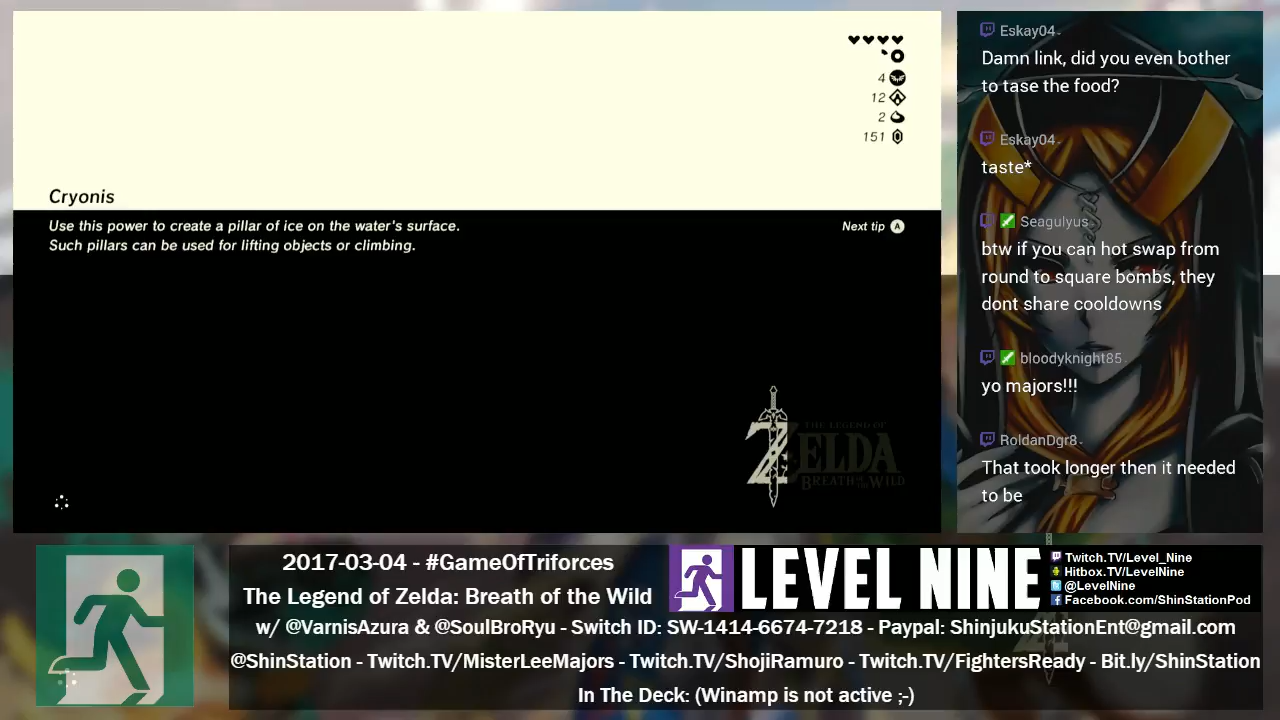 4
12
2
151
Cryonis
Use this power to create a pillar of ice on the water's surface.
Such pillars can be used for lifting objects or climbing.
Next tip A
THE LEGEND OF
ZELDA
BREATH OF THE WILD
Eskay04
Damn link, did you even bother
to tase the food?
Eskay04
taste*
Seagulyus
btw if you can hot swap from
round to square bombs, they
dont share cooldowns
bloodyknight85
yo majors!!!
RoldanDgr8
That took longer then it needed
to be
2017-03-04 - #GameOfTriforces
The Legend of Zelda: Breath of the Wild
LEVEL NINE
Twitch.TV/Level_Nine
Hitbox.TV/LevelNine
@LevelNine
Facebook.com/ShinStationPod
w/ @VarnisAzura & @SoulBroRyu - Switch ID: SW-1414-6674-7218 - Paypal: ShinjukuStationEnt@gmail.com
@ShinStation - Twitch.TV/MisterLeeMajors - Twitch.TV/ShojiRamuro - Twitch.TV/FightersReady - Bit.ly/ShinStation
In The Deck: (Winamp is not active ;-)